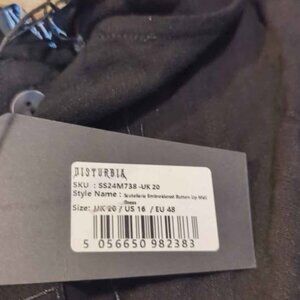 DISTURBIA
SKU : SS24M738-UK 20
Style Name : Scutellaria Embroidered Button Up Midi
Dress
Size: UK 20 / US 16 / EU 48
5 056650 982383